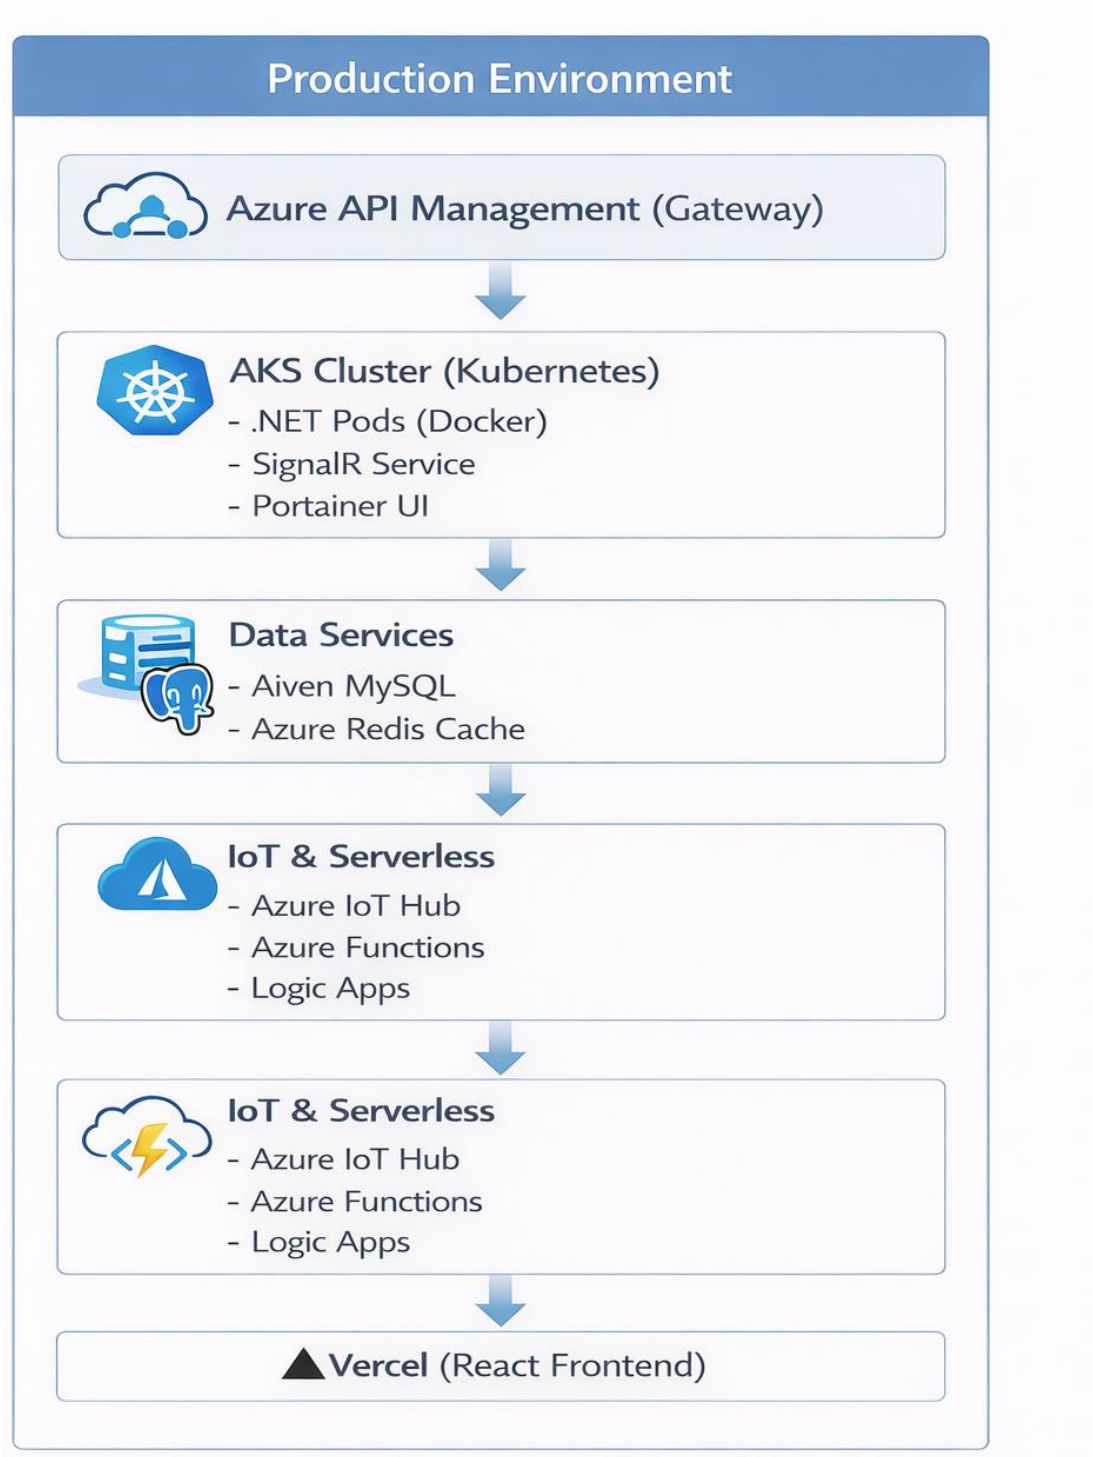 Production Environment
Azure API Management (Gateway)
AKS Cluster (Kubernetes)
- .NET Pods (Docker)
- SignalR Service
- Portainer UI
Data Services
- Aiven MySQL
- Azure Redis Cache
IoT & Serverless
- Azure IoT Hub
- Azure Functions
- Logic Apps
IoT & Serverless
- Azure IoT Hub
- Azure Functions
- Logic Apps
Vercel (React Frontend)